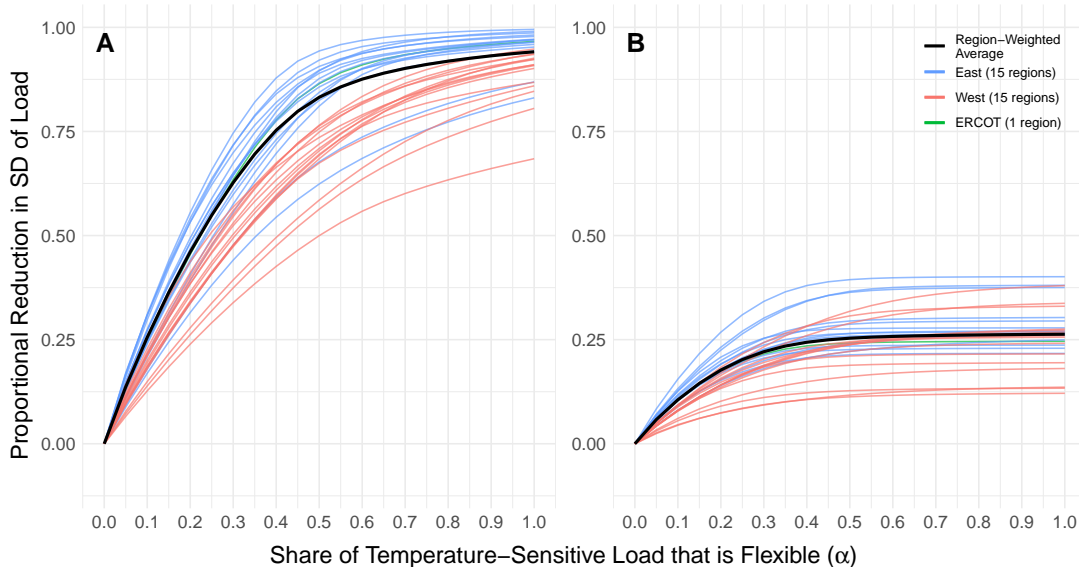 A
B
Proportional Reduction in SD of Load
1.00
0.75
0.50
0.25
0.00
0.0 0.1 0.2 0.3 0.4 0.5 0.6 0.7 0.8 0.9 1.0
1.00
0.75
0.50
0.25
0.00
0.0 0.1 0.2 0.3 0.4 0.5 0.6 0.7 0.8 0.9 1.0
Region−Weighted
Average
East (15 regions)
West (15 regions)
ERCOT (1 region)
Share of Temperature−Sensitive Load that is Flexible (α)